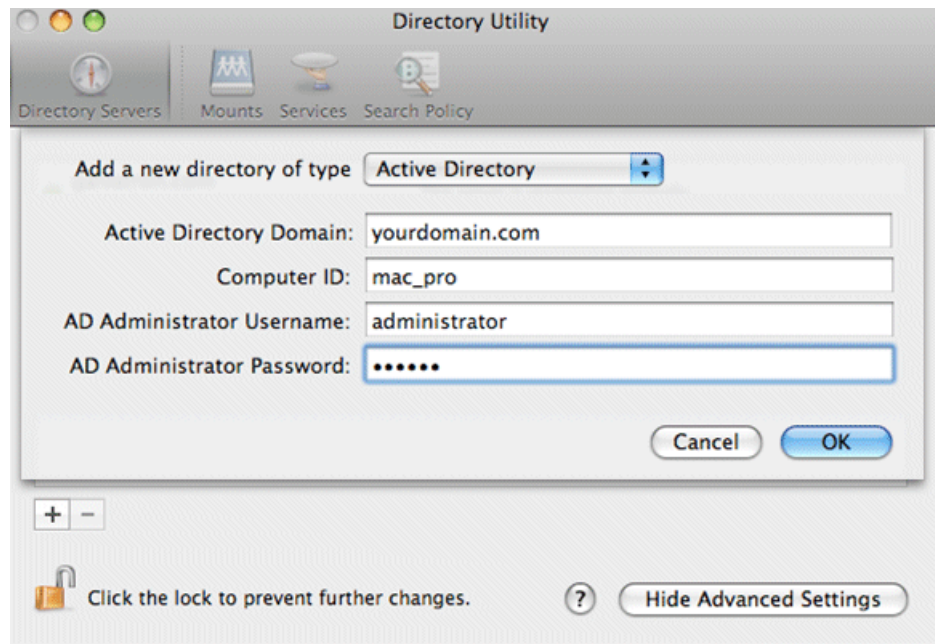 Directory Utility
Directory Servers Mounts Services Search Policy
Add a new directory of type Active Directory
Active Directory Domain: yourdomain.com
Computer ID: mac_pro
AD Administrator Username: administrator
AD Administrator Password: ••••••
Cancel OK
+ −
Click the lock to prevent further changes. ? Hide Advanced Settings